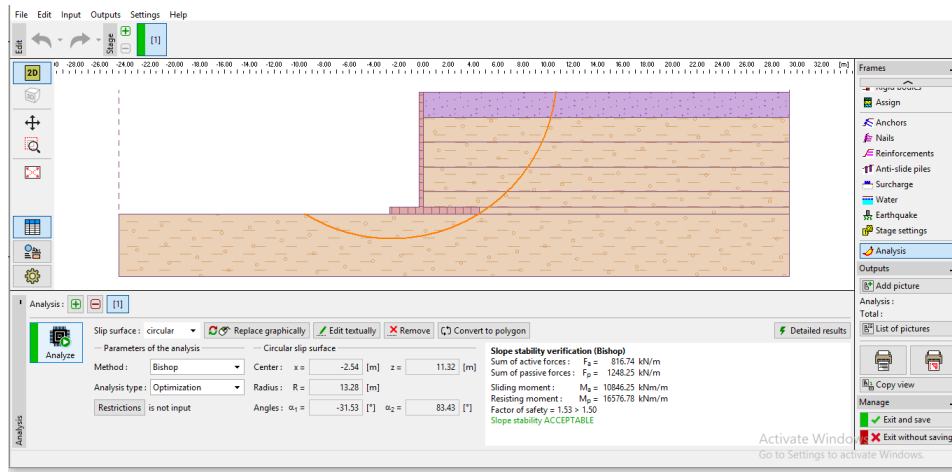 File Edit Input Outputs Settings Help
Edit
Stage
[1]
2D
-28.00 -26.00 -24.00 -22.00 -20.00 -18.00 -16.00 -14.00 -12.00 -10.00 -8.00 -6.00 -4.00 -2.00 0.00 2.00 4.00 6.00 8.00 10.00 12.00 14.00 16.00 18.00 20.00 22.00 24.00 26.00 28.00 30.00 32.00 [m]
Frames
Assign
Anchors
Nails
Reinforcements
Anti-slide piles
Surcharge
Water
Earthquake
Stage settings
Analysis
Outputs
Add picture
Analysis :
Total :
List of pictures
Copy view
Manage
Exit and save
Exit without saving
Analysis : [1]
Analyze
Analysis
Slip surface : circular Replace graphically Edit textually Remove Convert to polygon Detailed results
Parameters of the analysis
Method : Bishop
Analysis type : Optimization
Restrictions is not input
Circular slip surface
Center : x = -2.54 [m] z = 11.32 [m]
Radius : R = 13.28 [m]
Angles : α1 = -31.53 [°] α2 = 83.43 [°]
Slope stability verification (Bishop)
Sum of active forces : Fa = 816.74 kN/m
Sum of passive forces : Fp = 1248.25 kN/m
Sliding moment : Ma = 10846.25 kNm/m
Resisting moment : Mp = 16576.78 kNm/m
Factor of safety = 1.53 > 1.50
Slope stability ACCEPTABLE
Activate Windows
Go to Settings to activate Windows.